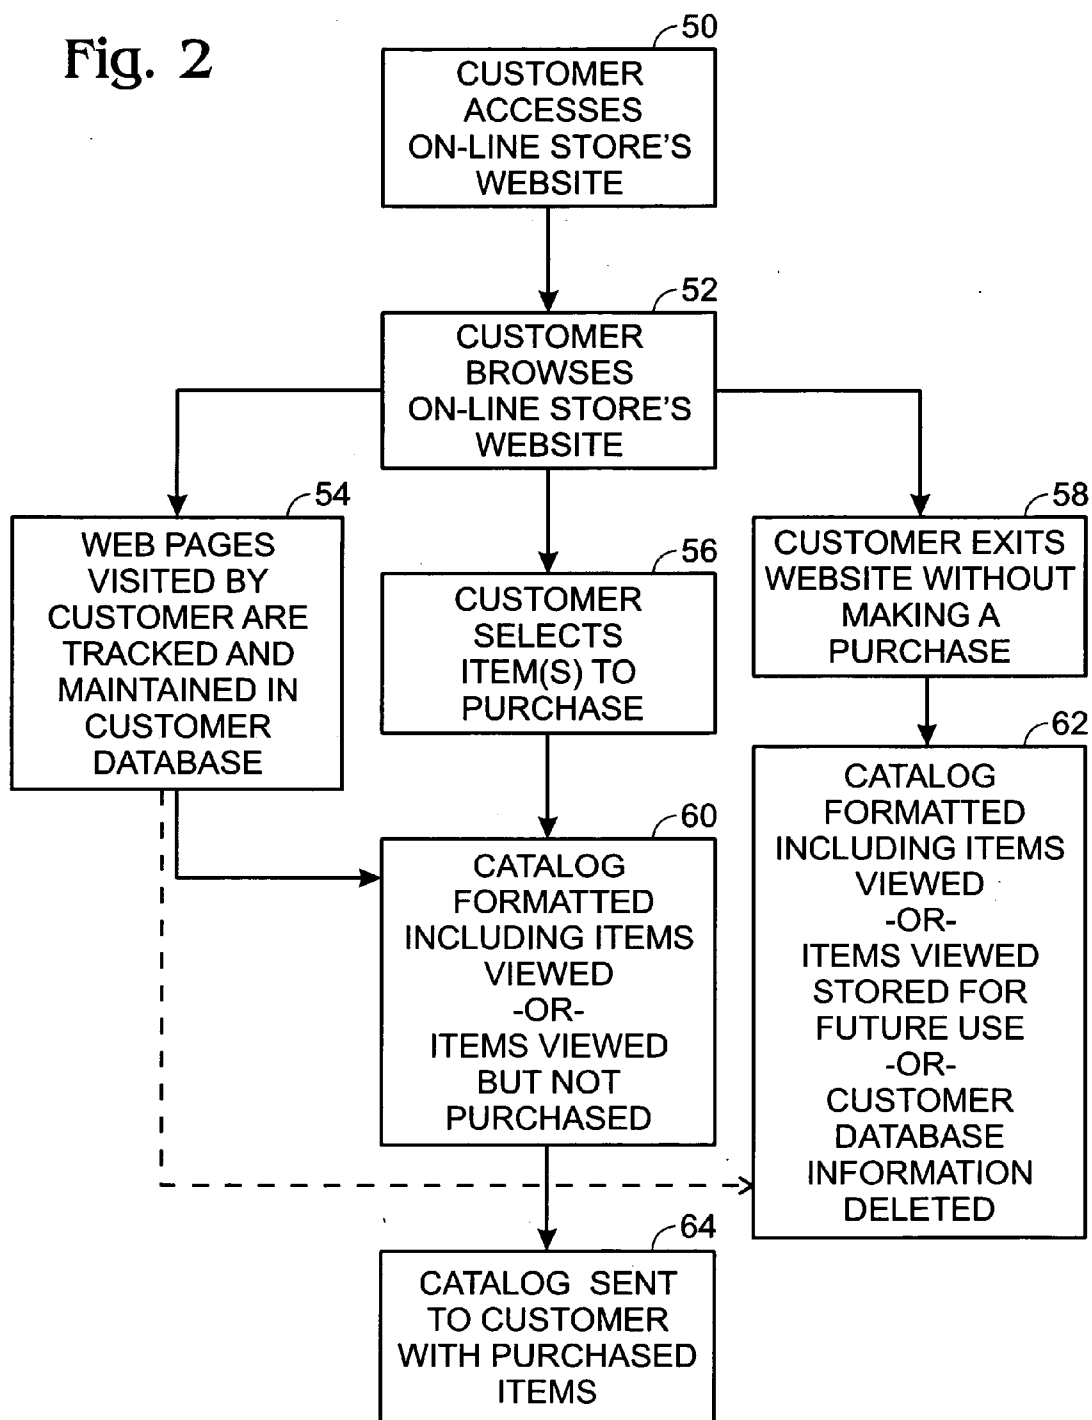 Fig. 2
50
CUSTOMER
ACCESSES
ON-LINE STORE'S
WEBSITE
52
CUSTOMER
BROWSES
ON-LINE STORE'S
WEBSITE
54
WEB PAGES
VISITED BY
CUSTOMER ARE
TRACKED AND
MAINTAINED IN
CUSTOMER
DATABASE
56
CUSTOMER
SELECTS
ITEM(S) TO
PURCHASE
58
CUSTOMER EXITS
WEBSITE WITHOUT
MAKING A
PURCHASE
60
CATALOG
FORMATTED
INCLUDING ITEMS
VIEWED
-OR-
ITEMS VIEWED
BUT NOT
PURCHASED
62
CATALOG
FORMATTED
INCLUDING ITEMS
VIEWED
-OR-
ITEMS VIEWED
STORED FOR
FUTURE USE
-OR-
CUSTOMER
DATABASE
INFORMATION
DELETED
64
CATALOG SENT
TO CUSTOMER
WITH PURCHASED
ITEMS